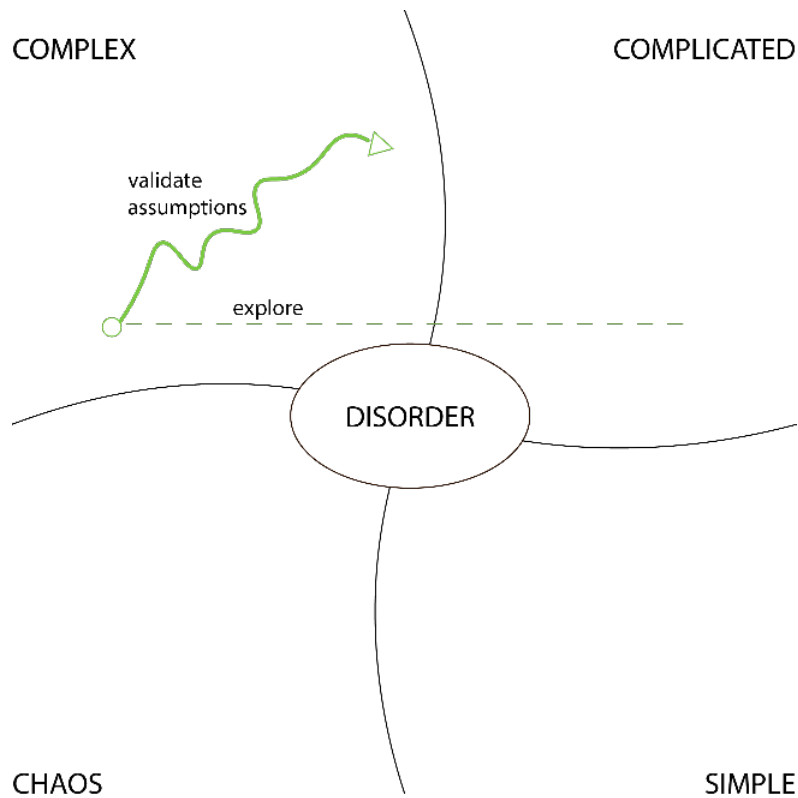 COMPLEX
COMPLICATED
validate
assumptions
explore
DISORDER
CHAOS
SIMPLE